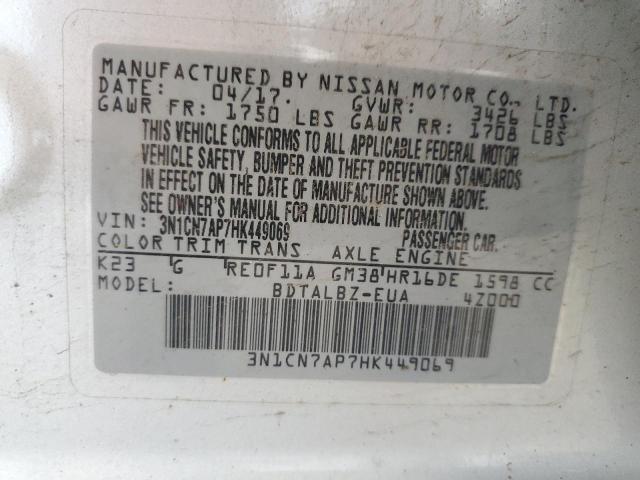 MANUFACTURED BY NISSAN MOTOR CO., LTD.
DATE: 04/17. GVWR: 3426 LBS
GAWR FR: 1750 LBS GAWR RR: 1708 LBS
THIS VEHICLE CONFORMS TO ALL APPLICABLE FEDERAL MOTOR
VEHICLE SAFETY, BUMPER AND THEFT PREVENTION STANDARDS
IN EFFECT ON THE DATE OF MANUFACTURE SHOWN ABOVE.
SEE OWNER'S MANUAL FOR ADDITIONAL INFORMATION.
VIN: 3N1CN7AP7HK449069 PASSENGER CAR.
COLOR TRIM TRANS AXLE ENGINE
K23 G RE0F11A GM38 HR16DE 1598 CC
MODEL: BDTALBZ-EUA 4Z000
3N1CN7AP7HK449069